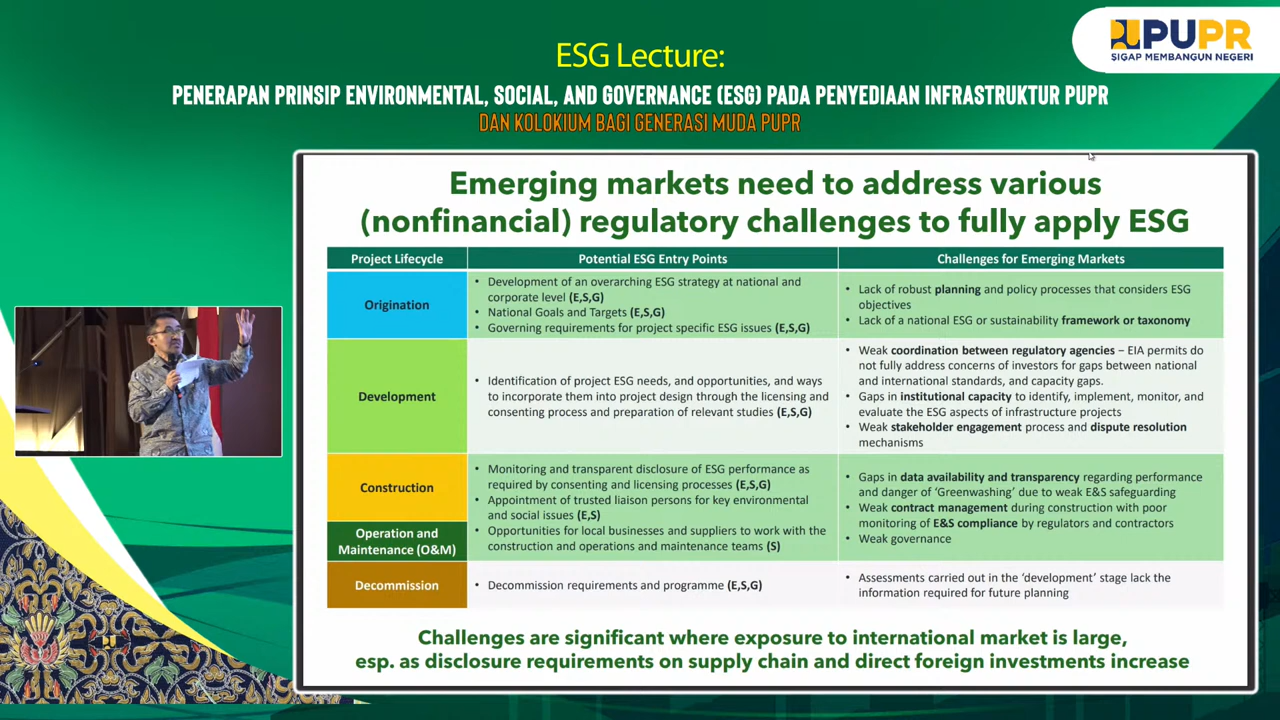 ESG Lecture:
PENERAPAN PRINSIP ENVIRONMENTAL, SOCIAL, AND GOVERNANCE (ESG) PADA PENYEDIAAN INFRASTRUKTUR PUPR
DAN KOLOKIUM BAGI GENERASI MUDA PUPR
PUPR
SIGAP MEMBANGUN NEGERI
Emerging markets need to address various
(nonfinancial) regulatory challenges to fully apply ESG
Project Lifecycle
Potential ESG Entry Points
Challenges for Emerging Markets
Origination
• Development of an overarching ESG strategy at national and
corporate level (E,S,G)
• National Goals and Targets (E,S,G)
• Governing requirements for project specific ESG issues (E,S,G)
• Lack of robust planning and policy processes that considers ESG
objectives
• Lack of a national ESG or sustainability framework or taxonomy
Development
• Identification of project ESG needs, and opportunities, and ways
to incorporate them into project design through the licensing and
consenting process and preparation of relevant studies (E,S,G)
• Weak coordination between regulatory agencies – EIA permits do
not fully address concerns of investors for gaps between national
and international standards, and capacity gaps.
• Gaps in institutional capacity to identify, implement, monitor, and
evaluate the ESG aspects of infrastructure projects
• Weak stakeholder engagement process and dispute resolution
mechanisms
Construction
Operation and
Maintenance (O&M)
• Monitoring and transparent disclosure of ESG performance as
required by consenting and licensing processes (E,S,G)
• Appointment of trusted liaison persons for key environmental
and social issues (E,S)
• Opportunities for local businesses and suppliers to work with the
construction and operations and maintenance teams (S)
• Gaps in data availability and transparency regarding performance
and danger of ‘Greenwashing’ due to weak E&S safeguarding
• Weak contract management during construction with poor
monitoring of E&S compliance by regulators and contractors
• Weak governance
Decommission
• Decommission requirements and programme (E,S,G)
• Assessments carried out in the ‘development’ stage lack the
information required for future planning
Challenges are significant where exposure to international market is large,
esp. as disclosure requirements on supply chain and direct foreign investments increase